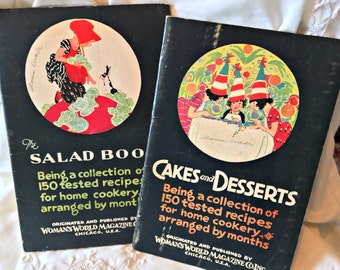 The
SALAD BOO
Being a collection of
150 tested recipes
for home cookery
arranged by months
ORIGINATED AND PUBLISHED BY
WOMAN'S WORLD MAGAZINE CO
CHICAGO, U.S.A.
CAKES and DESSERTS
Being a collection of
150 tested recipes
for home cookery
arranged by months
ORIGINATED AND PUBLISHED BY
WOMAN'S WORLD MAGAZINE CO. INC.
CHICAGO, U.S.A.